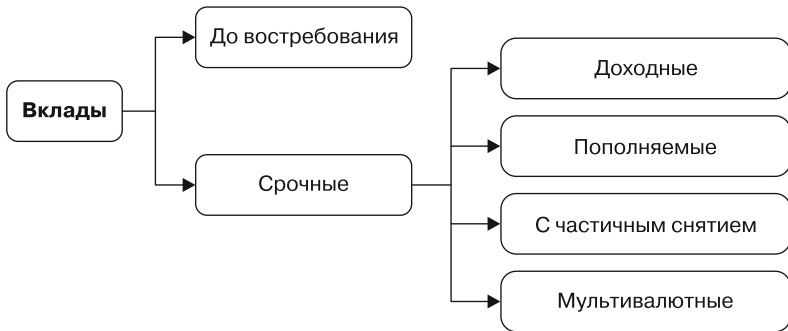 Вклады
До востребования
Срочные
Доходные
Пополняемые
С частичным снятием
Мультивалютные